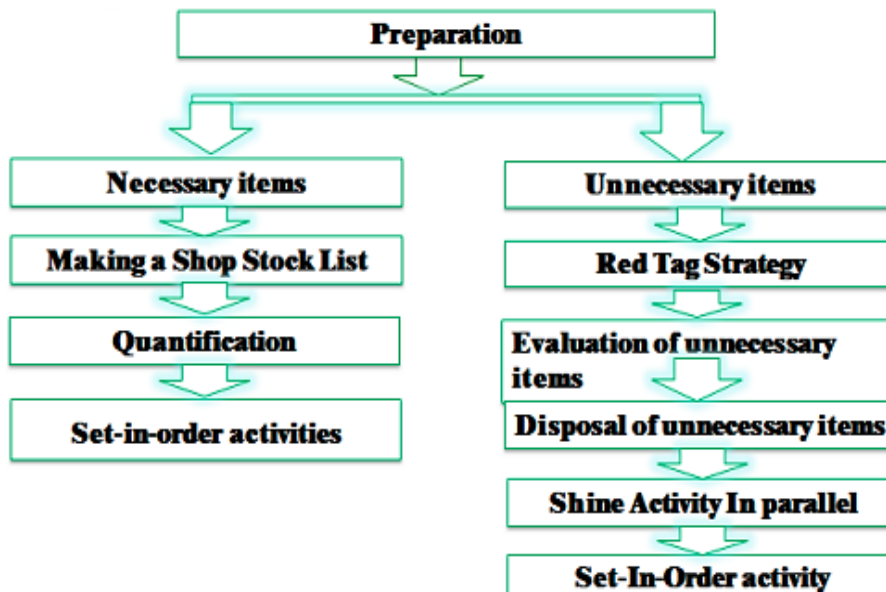 Preparation
Necessary items
Making a Shop Stock List
Quantification
Set-in-order activities
Unnecessary items
Red Tag Strategy
Evaluation of unnecessary
items
Disposal of unnecessary items
Shine Activity In parallel
Set-In-Order activity